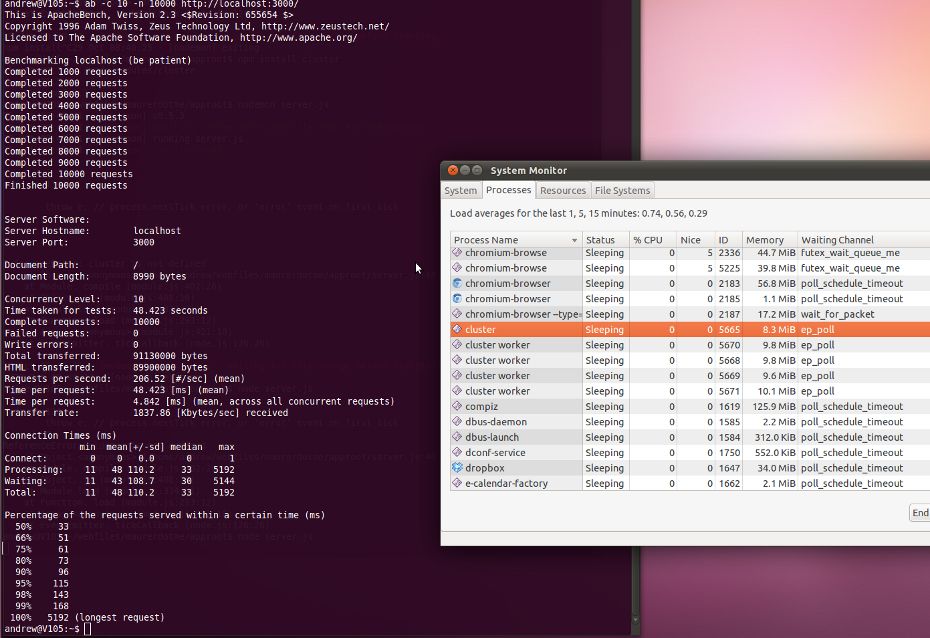 andrew@V105:~$ ab -c 10 -n 10000 http://localhost:3000/
This is ApacheBench, Version 2.3 <$Revision: 655654 $>
Copyright 1996 Adam Twiss, Zeus Technology Ltd, http://www.zeustech.net/
Licensed to The Apache Software Foundation, http://www.apache.org/
Benchmarking localhost (be patient)
Completed 1000 requests
Completed 2000 requests
Completed 3000 requests
Completed 4000 requests
Completed 5000 requests
Completed 6000 requests
Completed 7000 requests
Completed 8000 requests
Completed 9000 requests
Completed 10000 requests
Finished 10000 requests
Server Software:
Server Hostname: localhost
Server Port: 3000
Document Path: /
Document Length: 8990 bytes
Concurrency Level: 10
Time taken for tests: 48.423 seconds
Complete requests: 10000
Failed requests: 0
Write errors: 0
Total transferred: 91130000 bytes
HTML transferred: 89900000 bytes
Requests per second: 206.52 [#/sec] (mean)
Time per request: 48.423 [ms] (mean)
Time per request: 4.842 [ms] (mean, across all concurrent requests)
Transfer rate: 1837.86 [Kbytes/sec] received
Connection Times (ms)
min mean[+/-sd] median max
Connect: 0 0 0.0 0 1
Processing: 11 48 110.2 33 5192
Waiting: 11 43 108.7 30 5144
Total: 11 48 110.2 33 5192
Percentage of the requests served within a certain time (ms)
50% 33
66% 51
75% 61
80% 73
90% 96
95% 115
98% 143
99% 168
100% 5192 (longest request)
andrew@V105:~$
System Monitor
System Processes Resources File Systems
Load averages for the last 1, 5, 15 minutes: 0.74, 0.56, 0.29
Process Name Status % CPU Nice ID Memory Waiting Channel
chromium-browse Sleeping 0 5 2336 44.7 MiB futex_wait_queue_me
chromium-browse Sleeping 0 5 5225 39.8 MiB futex_wait_queue_me
chromium-browser Sleeping 0 0 2183 56.8 MiB poll_schedule_timeout
chromium-browser Sleeping 0 0 2185 1.1 MiB poll_schedule_timeout
chromium-browser --type= Sleeping 0 0 2187 17.2 MiB wait_for_packet
cluster Sleeping 0 0 5665 8.3 MiB ep_poll
cluster worker Sleeping 0 0 5670 9.8 MiB ep_poll
cluster worker Sleeping 0 0 5668 9.8 MiB ep_poll
cluster worker Sleeping 0 0 5669 9.6 MiB ep_poll
cluster worker Sleeping 0 0 5671 10.1 MiB ep_poll
compiz Sleeping 0 0 1619 125.9 MiB poll_schedule_timeout
dbus-daemon Sleeping 0 0 1585 2.2 MiB poll_schedule_timeout
dbus-launch Sleeping 0 0 1584 312.0 KiB poll_schedule_timeout
dconf-service Sleeping 0 0 1750 552.0 KiB poll_schedule_timeout
dropbox Sleeping 0 0 1647 34.0 MiB poll_schedule_timeout
e-calendar-factory Sleeping 0 0 1662 2.1 MiB poll_schedule_timeout
End